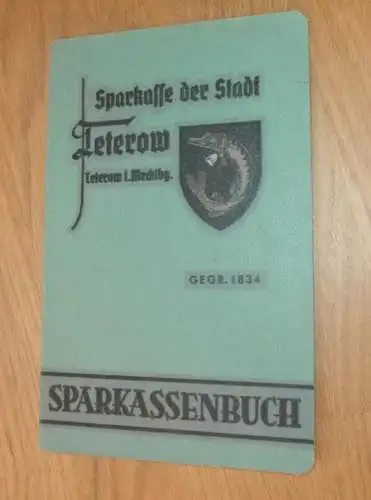 Sparkasse der Stadt
Teterow
Teterow i. Mecklbg.
GEGR. 1834
SPARKASSENBUCH